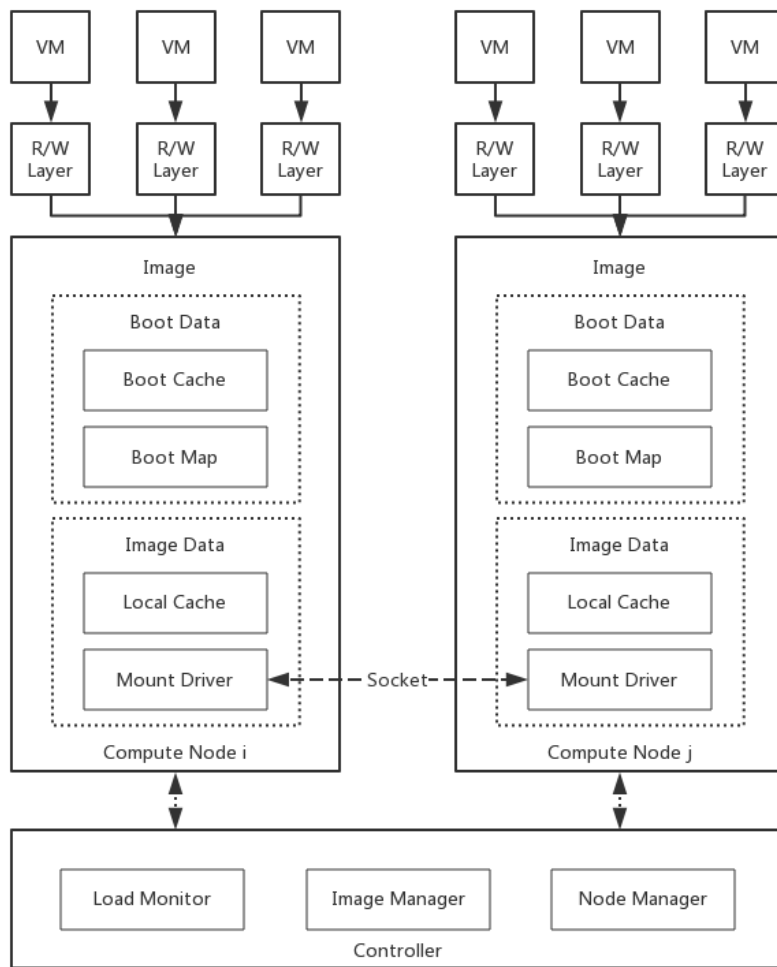 VM VM VM VM VM VM
R/W Layer R/W Layer R/W Layer R/W Layer R/W Layer R/W Layer
Image Image
Boot Data Boot Data
Boot Cache Boot Cache
Boot Map Boot Map
Image Data Image Data
Local Cache Local Cache
Mount Driver Socket Mount Driver
Compute Node i Compute Node j
Load Monitor Image Manager Node Manager
Controller